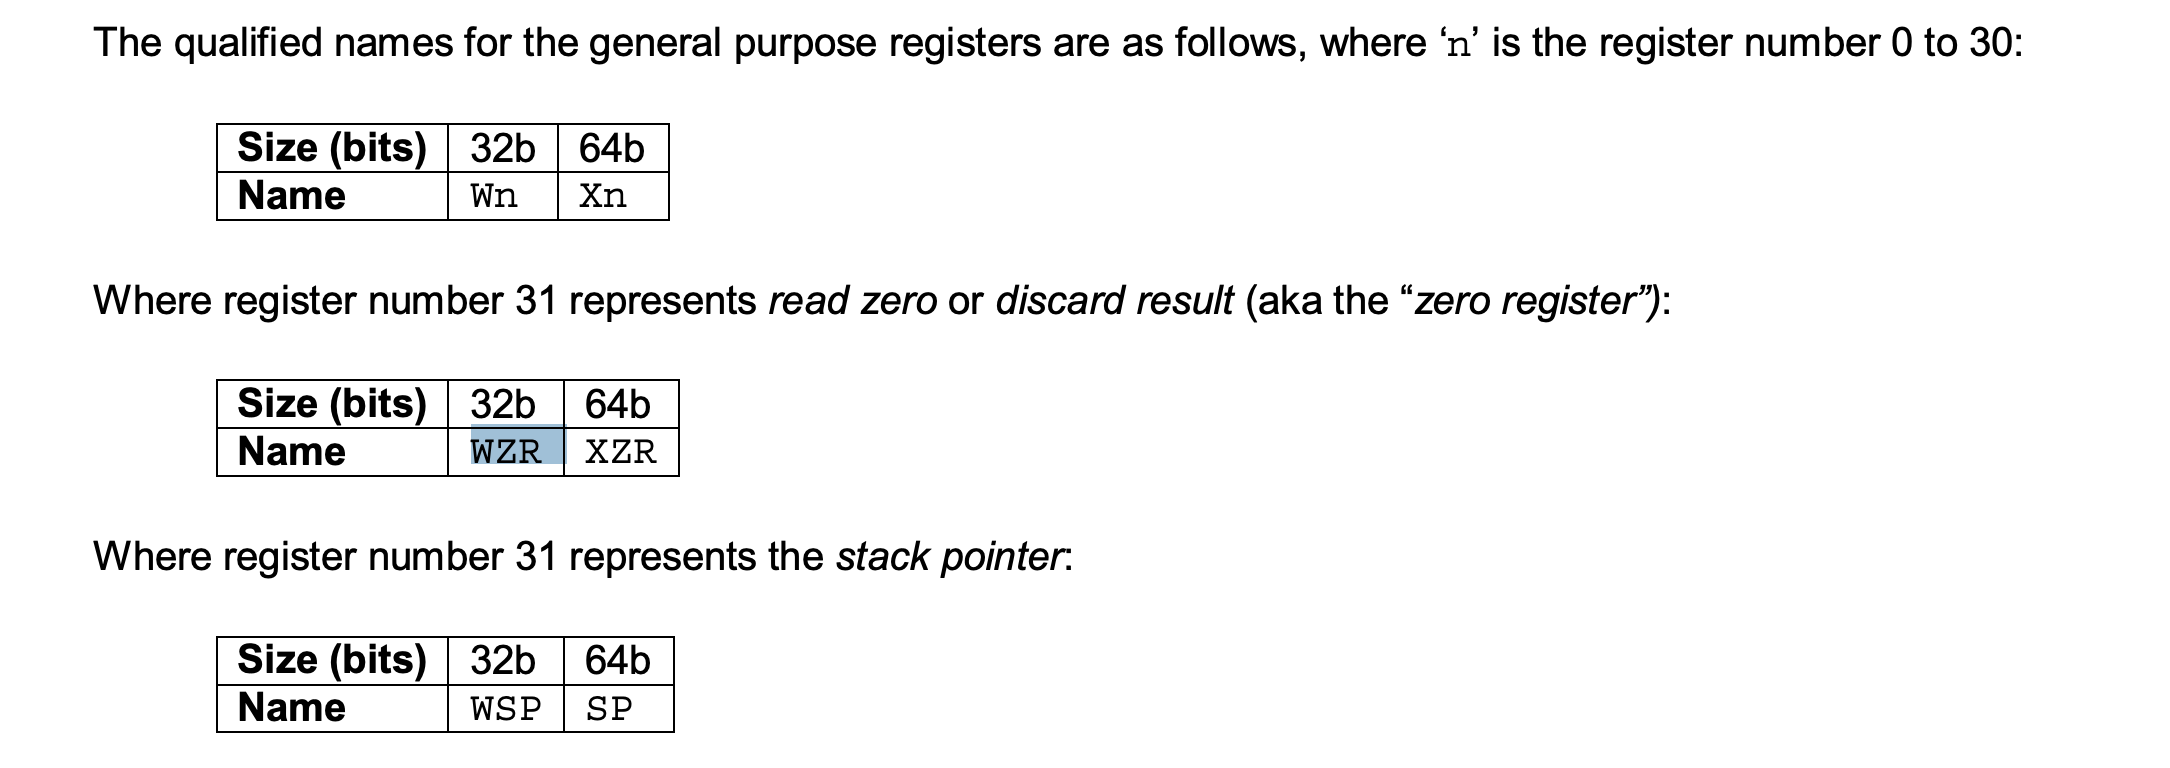 The qualified names for the general purpose registers are as follows, where ‘n’ is the register number 0 to 30:
Size (bits) 32b 64b
Name Wn Xn
Where register number 31 represents read zero or discard result (aka the “zero register”):
Size (bits) 32b 64b
Name WZR XZR
Where register number 31 represents the stack pointer:
Size (bits) 32b 64b
Name WSP SP